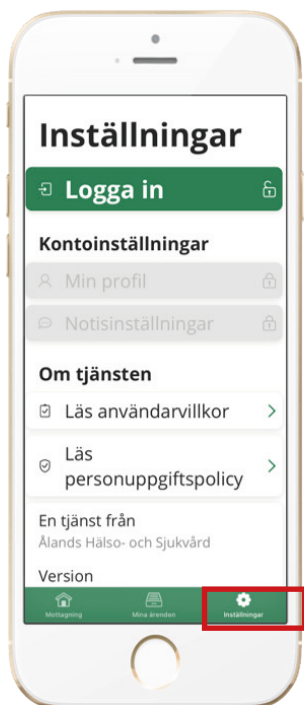 Inställningar
Logga in
Kontoinställningar
Min profil
Notisinställningar
Om tjänsten
Läs användarvillkor
Läs
personuppgiftspolicy
En tjänst från
Ålands Hälso- och Sjukvård
Version
Mottagning Mina ärenden Inställningar